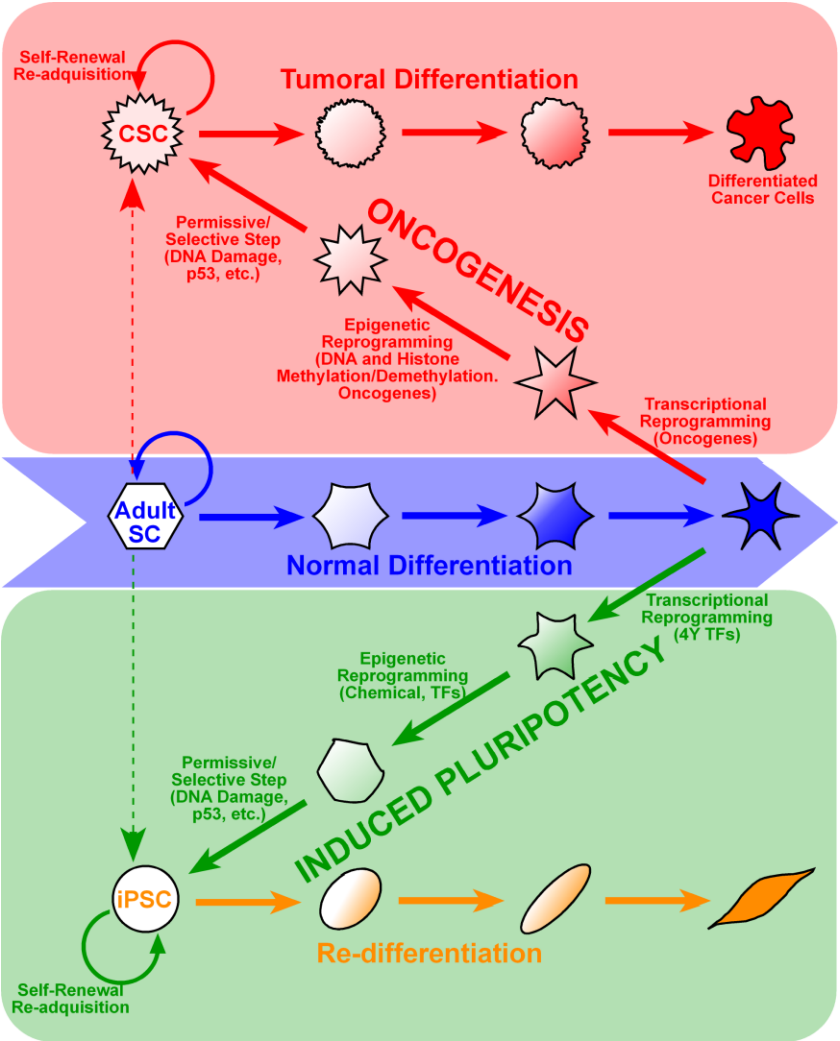 Self-Renewal
Re-adquisition
Tumoral Differentiation
CSC
Differentiated
Cancer Cells
Permissive/
Selective Step
(DNA Damage,
p53, etc.)
ONCOGENESIS
Epigenetic
Reprogramming
(DNA and Histone
Methylation/Demethylation.
Oncogenes)
Transcriptional
Reprogramming
(Oncogenes)
Adult
SC
Normal Differentiation
Transcriptional
Reprogramming
(4Y TFs)
Epigenetic
Reprogramming
(Chemical, TFs)
INDUCED PLURIPOTENCY
Permissive/
Selective Step
(DNA Damage,
p53, etc.)
iPSC
Re-differentiation
Self-Renewal
Re-adquisition